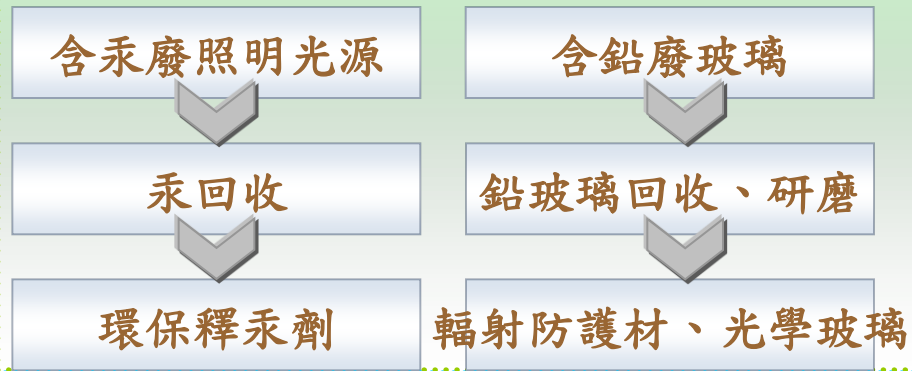 含汞廢照明光源
汞回收
環保釋汞劑
含鉛廢玻璃
鉛玻璃回收、研磨
輻射防護材、光學玻璃